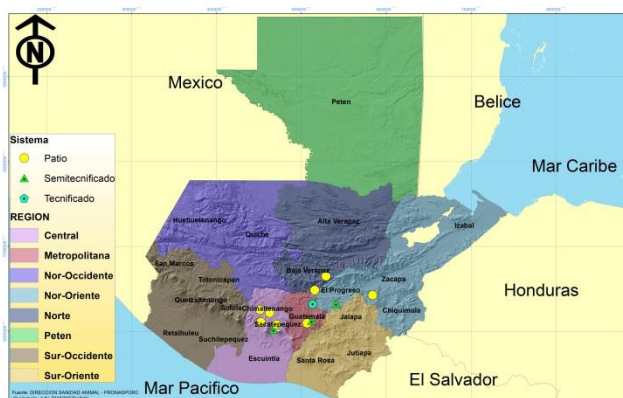 N
Mexico
Peten
Belice
Mar Caribe
Sistema
Patio
Semitecnificado
Tecnificado
REGION
Central
Metropolitana
Nor-Occidente
Nor-Oriente
Norte
Peten
Sur-Occidente
Sur-Oriente
Huehuetenango
Quiche
Alta Verapaz
Izabal
San Marcos
Totonicapan
Baja Verapaz
Zacapa
El Progreso
Quetzaltenango
Solola
Chimaltenango
Guatemala
Jalapa
Chiquimula
Honduras
Sacatepequez
Retalhuleu
Suchitepequez
Escuintla
Santa Rosa
Jutiapa
El Salvador
Mar Pacifico
Fuente: DIRECCION SANIDAD ANIMAL - PRONASPORC